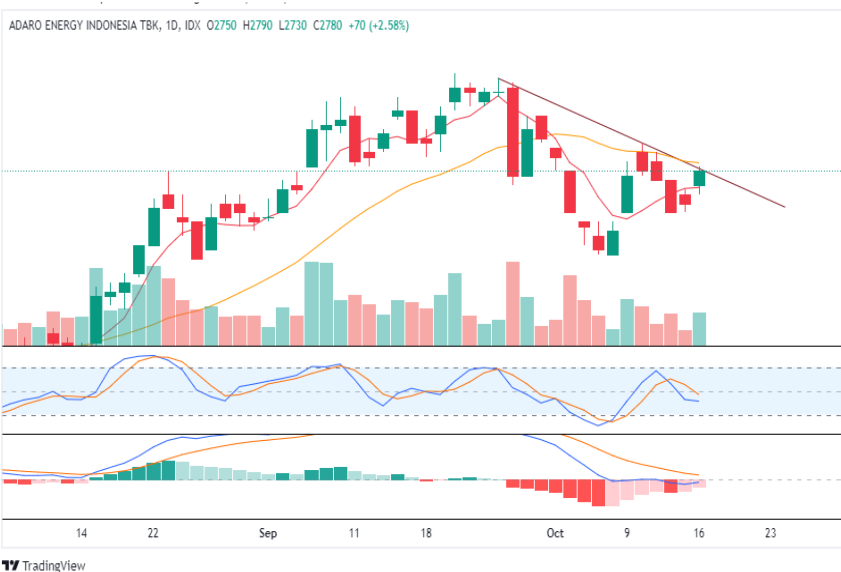 ADARO ENERGY INDONESIA TBK, 1D, IDX O2750 H2790 L2730 C2780 +70 (+2.58%)
14 22 Sep 11 18 Oct 9 16 23
TradingView